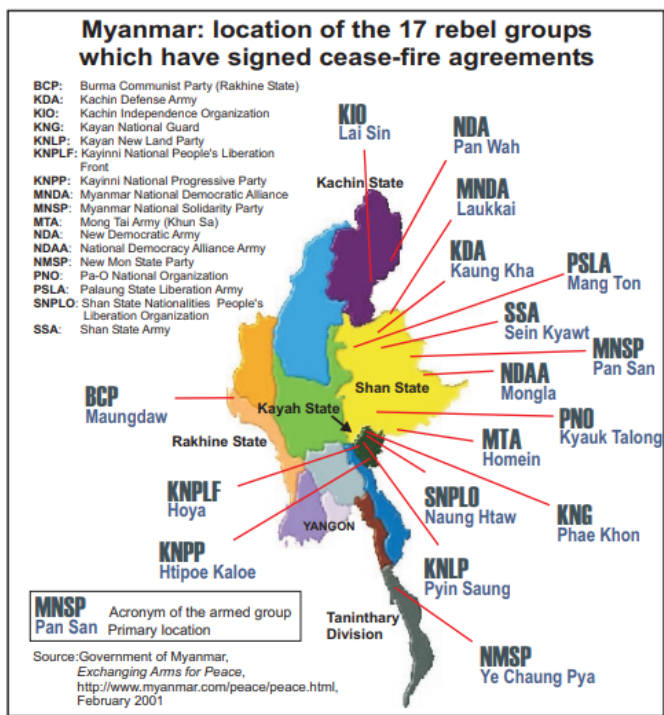 Myanmar: location of the 17 rebel groups
which have signed cease-fire agreements
BCP: Burma Communist Party (Rakhine State)
KDA: Kachin Defense Army
KIO: Kachin Independence Organization
KNG: Kayan National Guard
KNLP: Kayan New Land Party
KNPLF: Kayinni National People's Liberation
Front
KNPP: Kayinni National Progressive Party
MNDA: Myanmar National Democratic Alliance
MNSP: Myanmar National Solidarity Party
MTA: Mong Tai Army (Khun Sa)
NDA: New Democratic Army
NDAA: National Democracy Alliance Army
NMSP: New Mon State Party
PNO: Pa-O National Organization
PSLA: Palaung State Liberation Army
SNPLO: Shan State Nationalities People's
Liberation Organization
SSA: Shan State Army
KIO
Lai Sin
NDA
Pan Wah
Kachin State
MNDA
Laukkai
KDA
Kaung Kha
PSLA
Mang Ton
SSA
Sein Kyawt
MNSP
Pan San
Shan State
NDAA
Mongla
BCP
Maungdaw
Kayah State
PNO
Kyauk Talong
Rakhine State
MTA
Homein
KNPLF
Hoya
SNPLO
Naung Htaw
KNG
Phae Khon
YANGON
KNPP
Htipoe Kaloe
KNLP
Pyin Saung
MNSP Acronym of the armed group
Pan San Primary location
Taninthary
Division
NMSP
Ye Chaung Pya
Source:Government of Myanmar,
Exchanging Arms for Peace,
http://www.myanmar.com/peace/peace.html,
February 2001